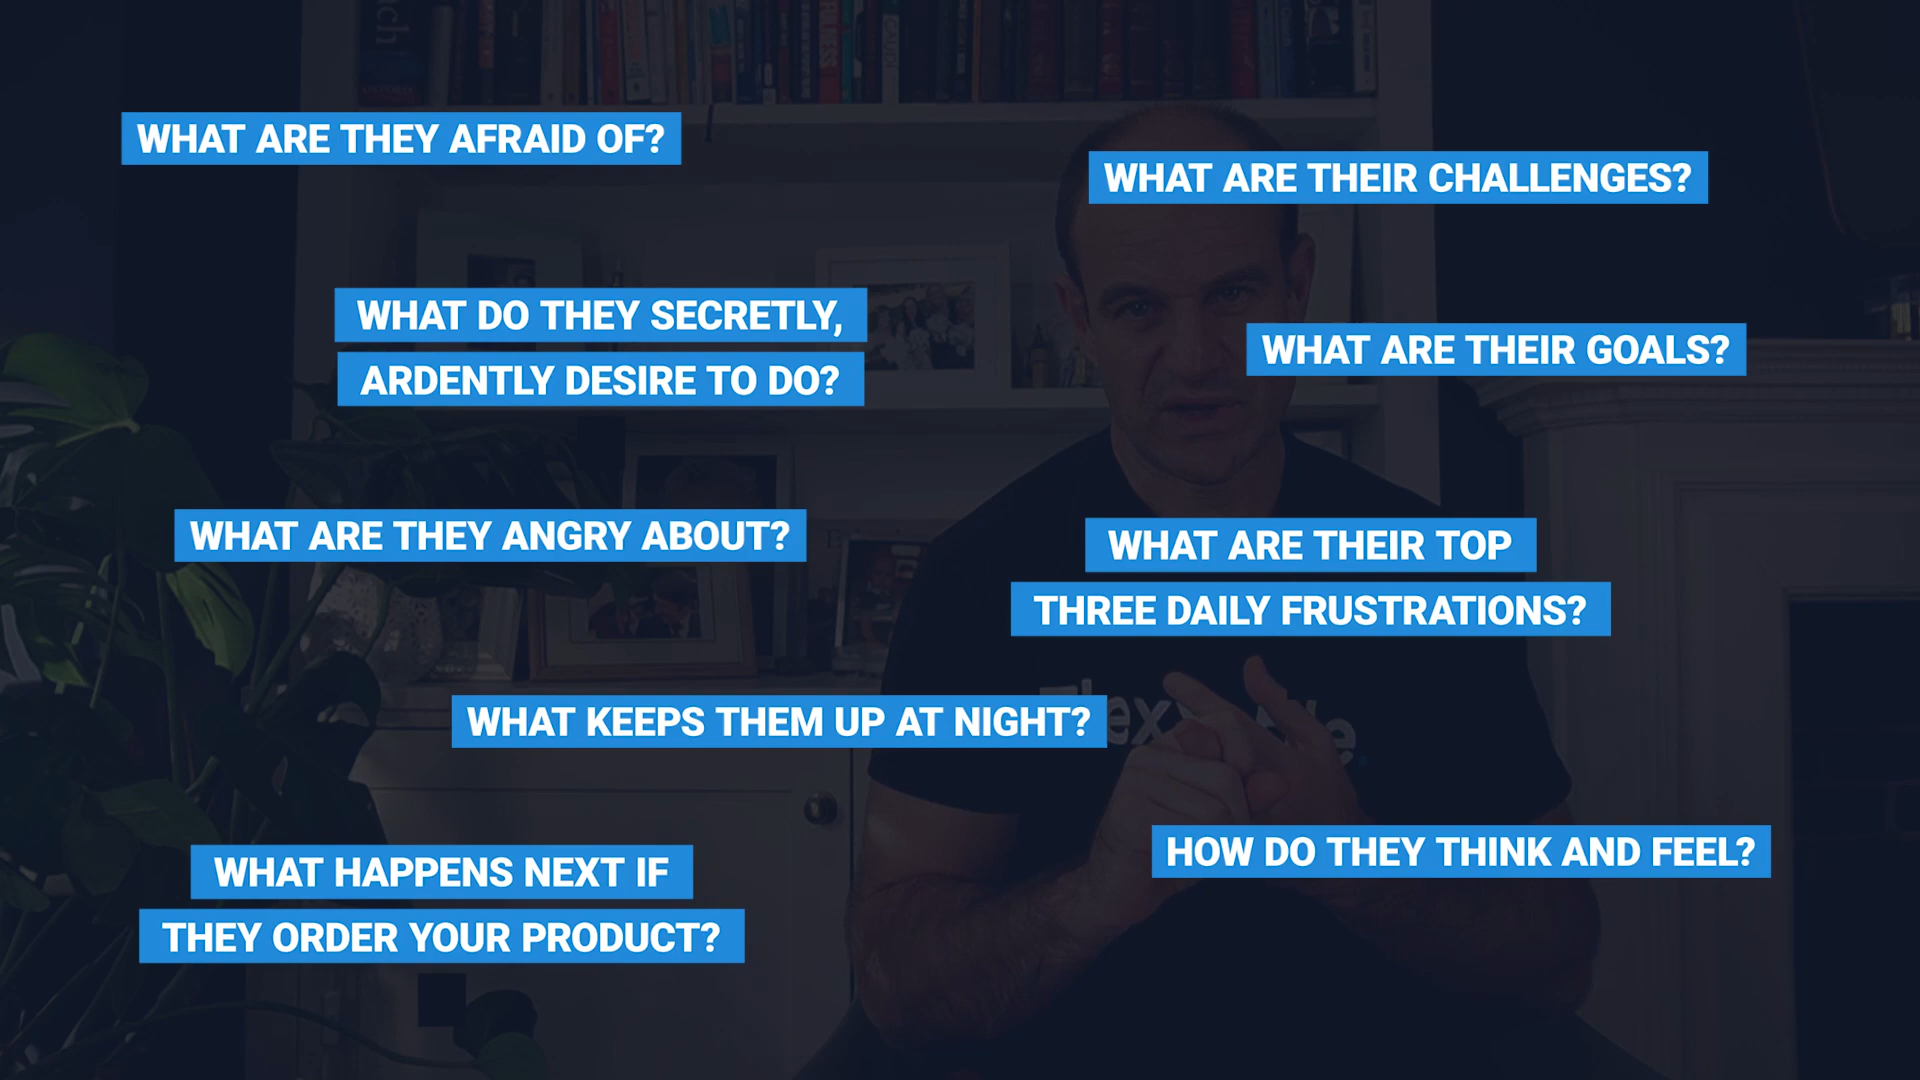 WHAT ARE THEY AFRAID OF?
WHAT ARE THEIR CHALLENGES?
WHAT DO THEY SECRETLY,
ARDENTLY DESIRE TO DO?
WHAT ARE THEIR GOALS?
WHAT ARE THEY ANGRY ABOUT?
WHAT ARE THEIR TOP
THREE DAILY FRUSTRATIONS?
WHAT KEEPS THEM UP AT NIGHT?
HOW DO THEY THINK AND FEEL?
WHAT HAPPENS NEXT IF
THEY ORDER YOUR PRODUCT?